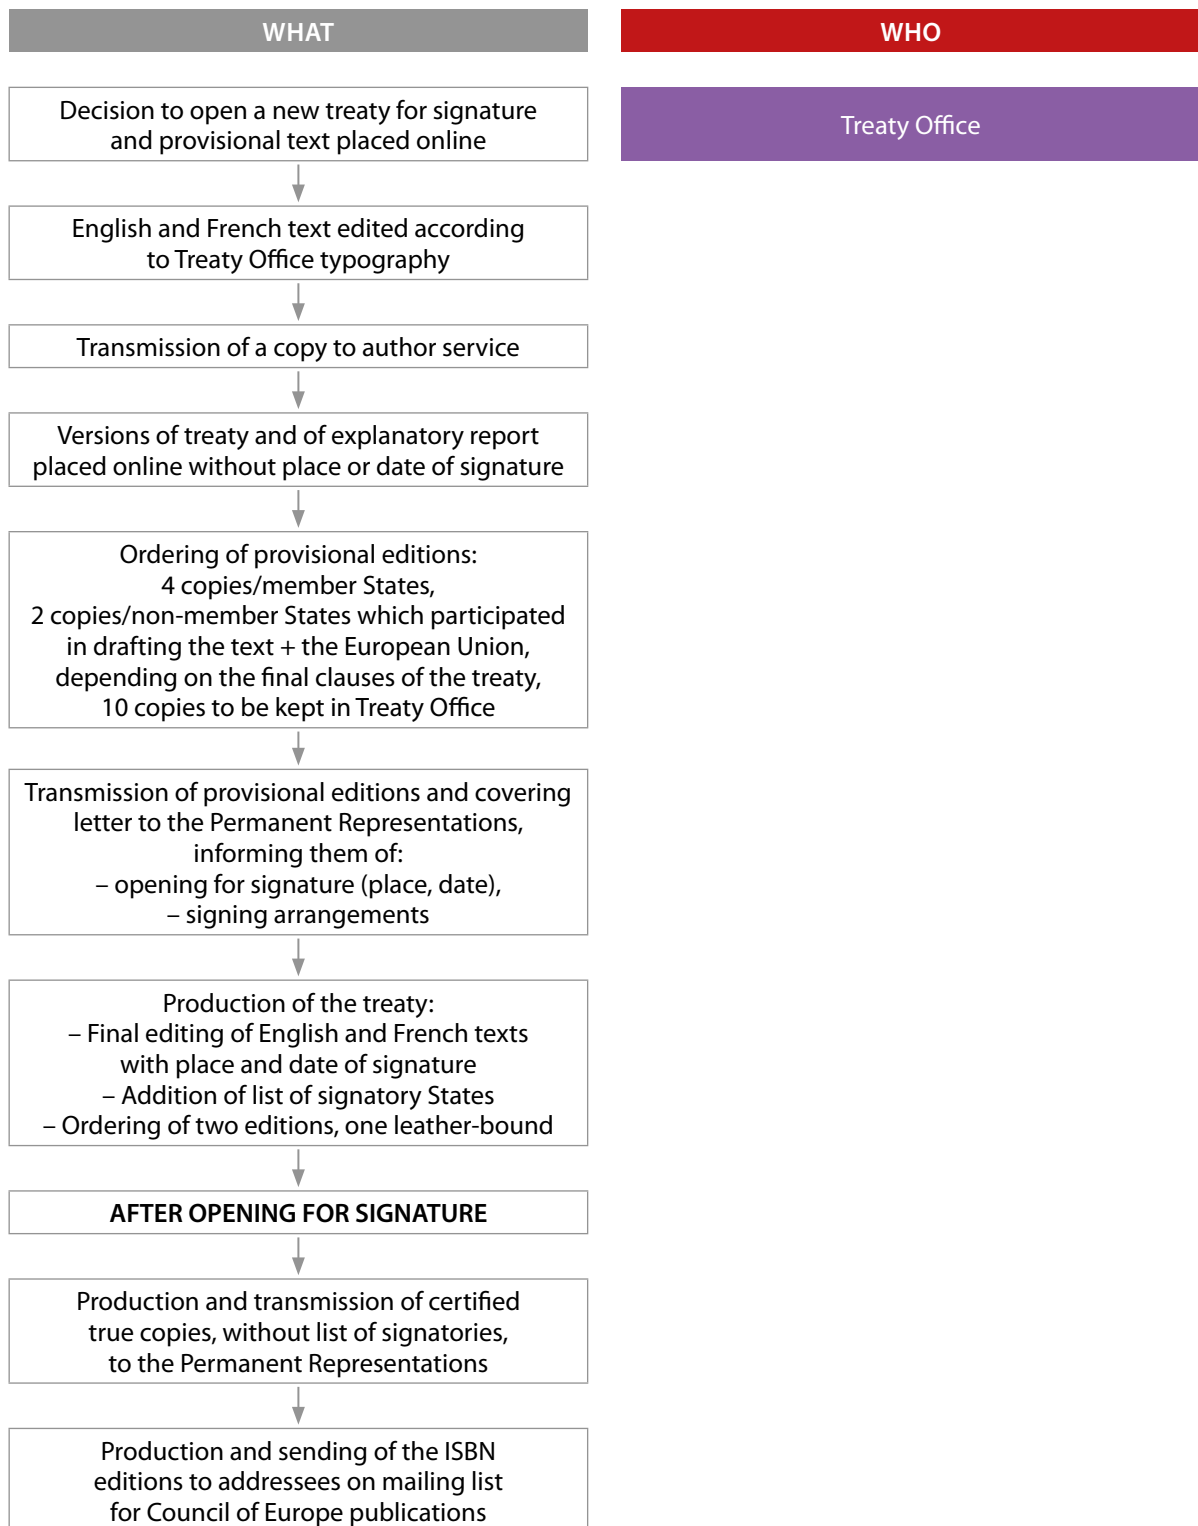 WHAT
WHO
Decision to open a new treaty for signature
and provisional text placed online
Treaty Office
English and French text edited according
to Treaty Office typography
Transmission of a copy to author service
Versions of treaty and of explanatory report
placed online without place or date of signature
Ordering of provisional editions:
4 copies/member States,
2 copies/non-member States which participated
in drafting the text + the European Union,
depending on the final clauses of the treaty,
10 copies to be kept in Treaty Office
Transmission of provisional editions and covering
letter to the Permanent Representations,
informing them of:
– opening for signature (place, date),
– signing arrangements
Production of the treaty:
– Final editing of English and French texts
with place and date of signature
– Addition of list of signatory States
– Ordering of two editions, one leather-bound
AFTER OPENING FOR SIGNATURE
Production and transmission of certified
true copies, without list of signatories,
to the Permanent Representations
Production and sending of the ISBN
editions to addressees on mailing list
for Council of Europe publications